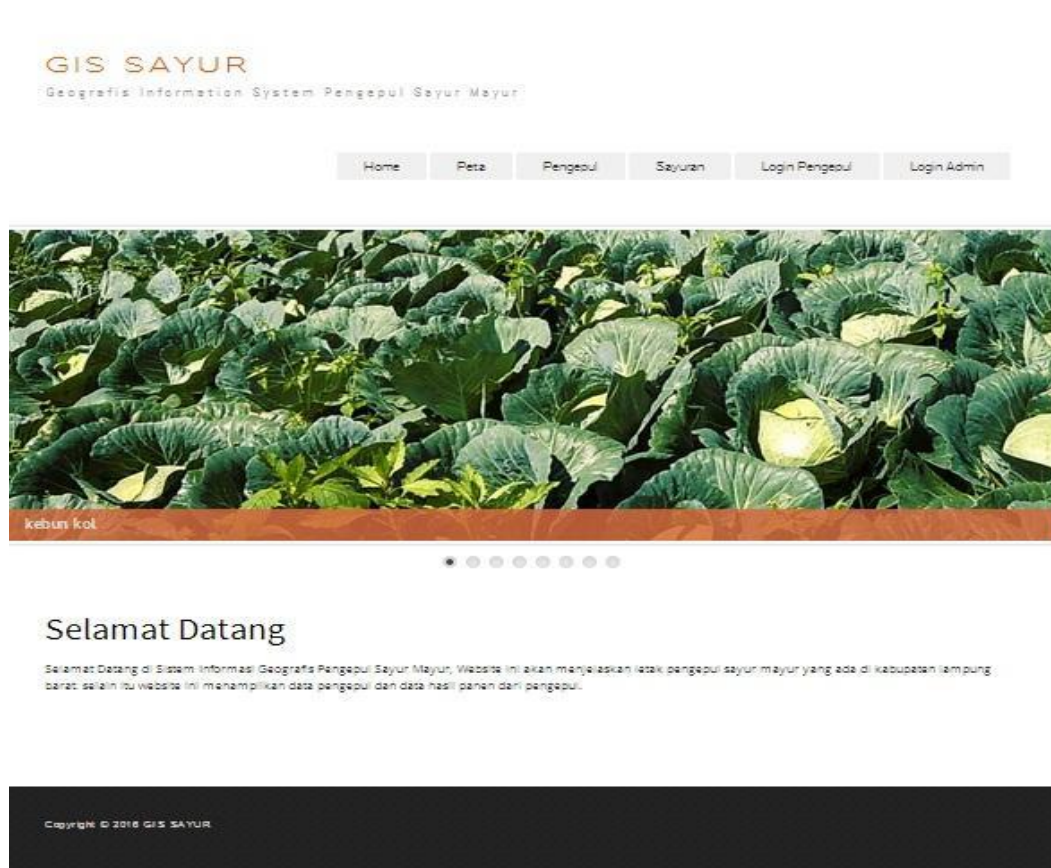 GIS SAYUR
Geografis Information System Pengepul Sayur Mayur
Home Peta Pengepul Sayuran Login Pengepul Login Admin
kebun kol
Selamat Datang
Selamat Datang di Sistem Informasi Geografis Pengepul Sayur Mayur, Website ini akan menjelaskan letak pengepul sayur mayur yang ada di kabupaten lampung
barat. selain itu website ini menampilkan data pengepul dan data hasil panen dari pengepul.
Copyright © 2016 GIS SAYUR